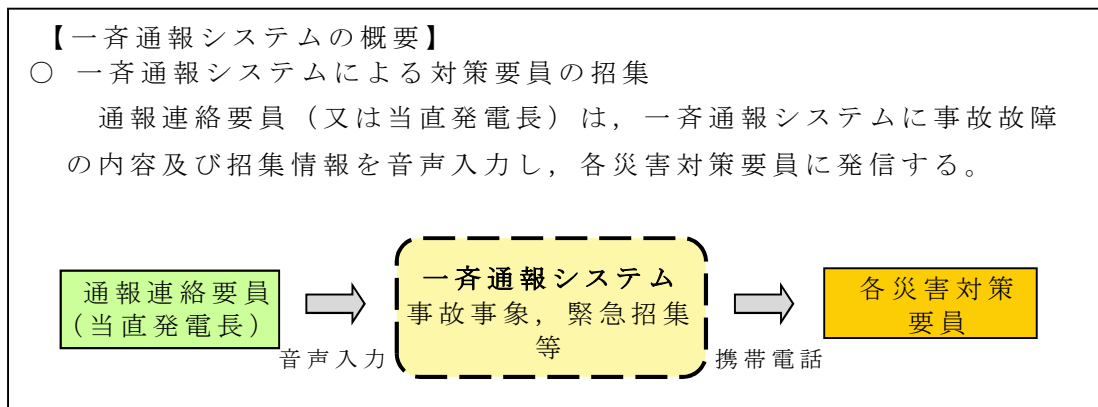 【一斉通報システムの概要】
○ 一斉通報システムによる対策要員の招集
通報連絡要員（又は当直発電長）は，一斉通報システムに事故故障
の内容及び招集情報を音声入力し，各災害対策要員に発信する。
通報連絡要員
（当直発電長）
音声入力
一斉通報システム
事故事象，緊急招集
等
携帯電話
各災害対策
要員